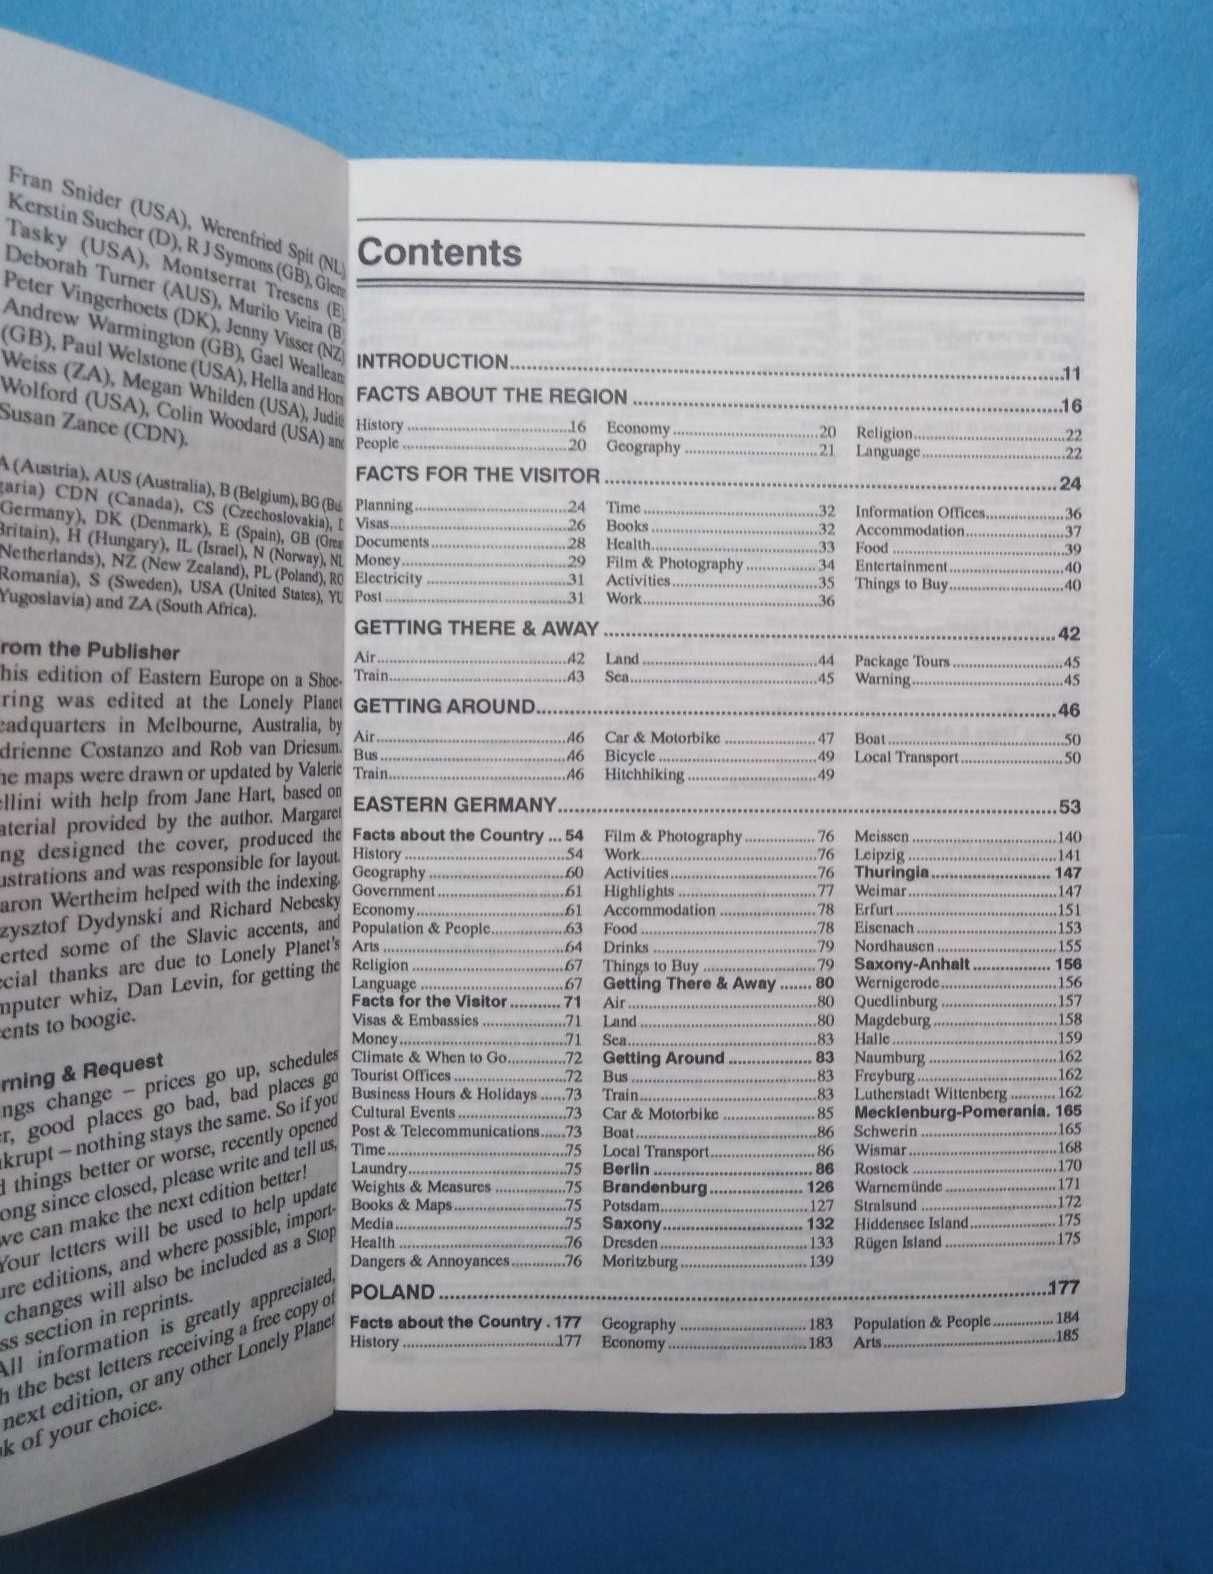 Fran Snider (USA), Werenfried Spit (NL)
Kerstin Sucher (D), R J Symons (GB), Glenn
Tasky (USA), Montserrat Tresens (E)
Deborah Turner (AUS), Murilo Vieira (B
Peter Vingerhoets (DK), Jenny Visser (NZ)
Andrew Warmington (GB), Gael Weallean
(GB), Paul Welstone (USA), Hella and Hom
Weiss (ZA), Megan Whilden (USA), Judith
Wolford (USA), Colin Woodard (USA) and
Susan Zance (CDN).
A (Austria), AUS (Australia), B (Belgium), BG (Bul
garia) CDN (Canada), CS (Czechoslovakia), D
(Germany), DK (Denmark), E (Spain), GB (Great
Britain), H (Hungary), IL (Israel), N (Norway), NL
(Netherlands), NZ (New Zealand), PL (Poland), RO
(Romania), S (Sweden), USA (United States), YU
(Yugoslavia) and ZA (South Africa).
rom the Publisher
his edition of Eastern Europe on a Shoe-
ring was edited at the Lonely Planet
eadquarters in Melbourne, Australia, by
drienne Costanzo and Rob van Driesum.
he maps were drawn or updated by Valerie
ellini with help from Jane Hart, based on
aterial provided by the author. Margaret
ng designed the cover, produced the
ustrations and was responsible for layout.
aron Wertheim helped with the indexing.
zysztof Dydynski and Richard Nebesky
erted some of the Slavic accents, and
ecial thanks are due to Lonely Planet's
mputer whiz, Dan Levin, for getting the
cents to boogie.
rning & Request
ngs change – prices go up, schedules
r, good places go bad, bad places go
nkrupt – nothing stays the same. So if you
d things better or worse, recently opened
ong since closed, please write and tell us,
we can make the next edition better!
Your letters will be used to help update
ure editions, and where possible, import-
changes will also be included as a Stop
ss section in reprints.
All information is greatly appreciated,
h the best letters receiving a free copy of
next edition, or any other Lonely Planet
ok of your choice.
Contents
INTRODUCTION 11
FACTS ABOUT THE REGION 16
History 16 Economy 20 Religion 22
People 20 Geography 21 Language 22
FACTS FOR THE VISITOR 24
Planning 24 Time 32 Information Offices 36
Visas 26 Books 32 Accommodation 37
Documents 28 Health 33 Food 39
Money 29 Film & Photography 34 Entertainment 40
Electricity 31 Activities 35 Things to Buy 40
Post 31 Work 36
GETTING THERE & AWAY 42
Air 42 Land 44 Package Tours 45
Train 43 Sea 45 Warning 45
GETTING AROUND 46
Air 46 Car & Motorbike 47 Boat 50
Bus 46 Bicycle 49 Local Transport 50
Train 46 Hitchhiking 49
EASTERN GERMANY 53
Facts about the Country 54
History 54
Geography 60
Government 61
Economy 61
Population & People 63
Arts 64
Religion 67
Language 67
Facts for the Visitor 71
Visas & Embassies 71
Money 71
Climate & When to Go 72
Tourist Offices 72
Business Hours & Holidays 73
Cultural Events 73
Post & Telecommunications 73
Time 75
Laundry 75
Weights & Measures 75
Books & Maps 75
Media 75
Health 76
Dangers & Annoyances 76
Film & Photography 76
Work 76
Activities 76
Highlights 77
Accommodation 78
Food 78
Drinks 79
Things to Buy 79
Getting There & Away 80
Air 80
Land 80
Sea 83
Getting Around 83
Bus 83
Train 83
Car & Motorbike 85
Boat 86
Local Transport 86
Berlin 86
Brandenburg 126
Potsdam 127
Saxony 132
Dresden 133
Moritzburg 139
Meissen 140
Leipzig 141
Thuringia 147
Weimar 147
Erfurt 151
Eisenach 153
Nordhausen 155
Saxony-Anhalt 156
Wernigerode 156
Quedlinburg 157
Magdeburg 158
Halle 159
Naumburg 162
Freyburg 162
Lutherstadt Wittenberg 162
Mecklenburg-Pomerania 165
Schwerin 165
Wismar 168
Rostock 170
Warnemünde 171
Stralsund 172
Hiddensee Island 175
Rügen Island 175
POLAND 177
Facts about the Country 177 Geography 183 Population & People 184
History 177 Economy 183 Arts 185